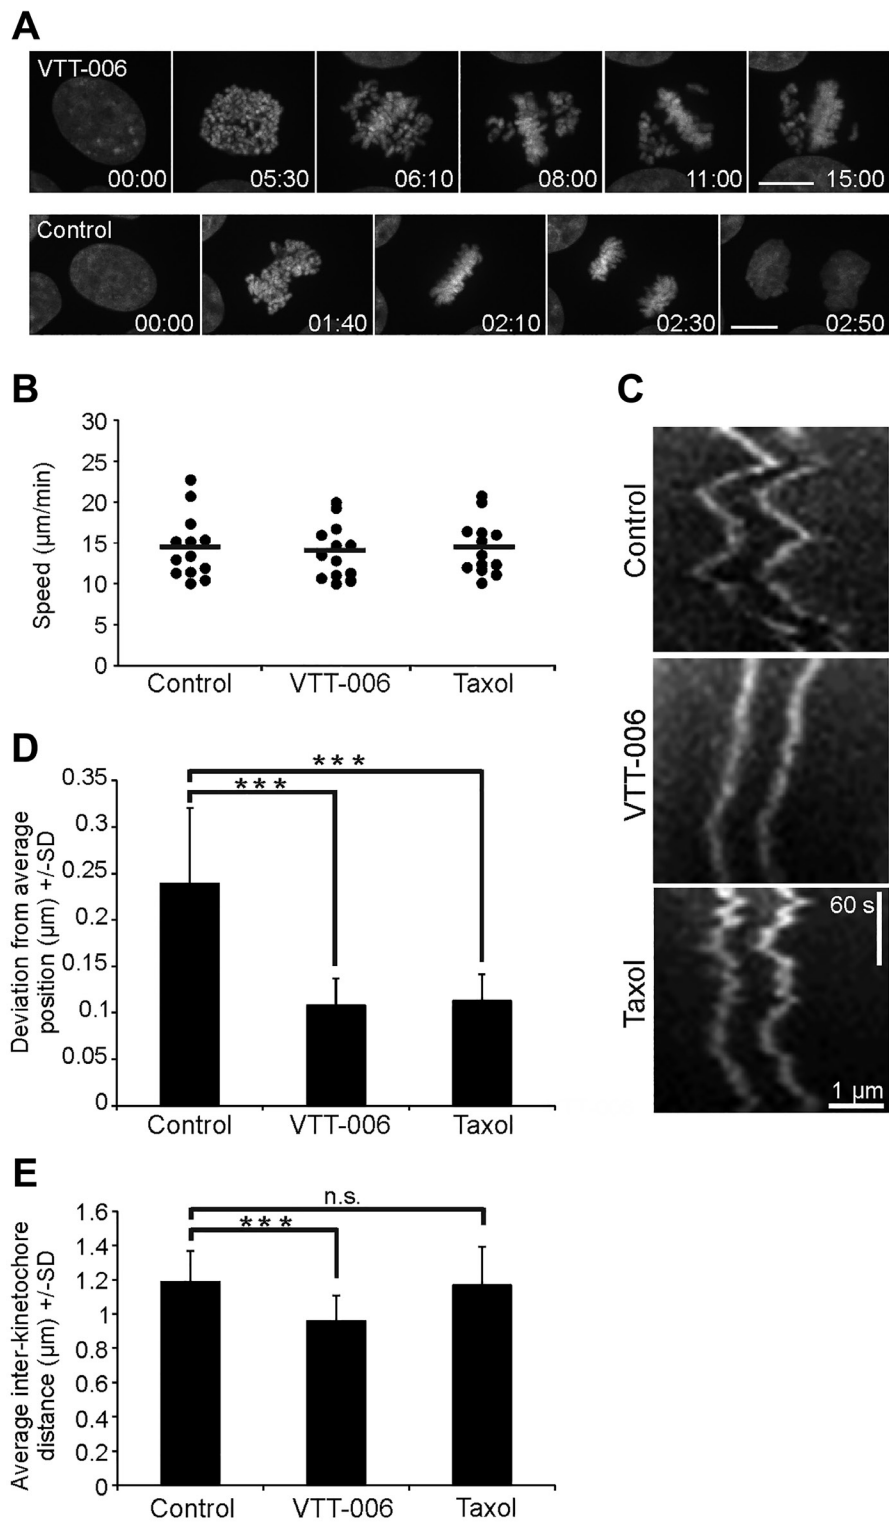 A
VTT-006
00:00
05:30
06:10
08:00
11:00
15:00
Control
00:00
01:40
02:10
02:30
02:50
B
Speed (µm/min)
30
25
20
15
10
5
0
Control
VTT-006
Taxol
C
Control
VTT-006
Taxol
60 s
1 µm
D
Deviation from average
position (µm) +/-SD
0.35
0.3
0.25
0.2
0.15
0.1
0.05
0
***
***
Control
VTT-006
Taxol
E
Average inter-kinetochore
distance (µm) +/-SD
1.6
1.4
1.2
1
0.8
0.6
0.4
0.2
0
n.s.
***
Control
VTT-006
Taxol